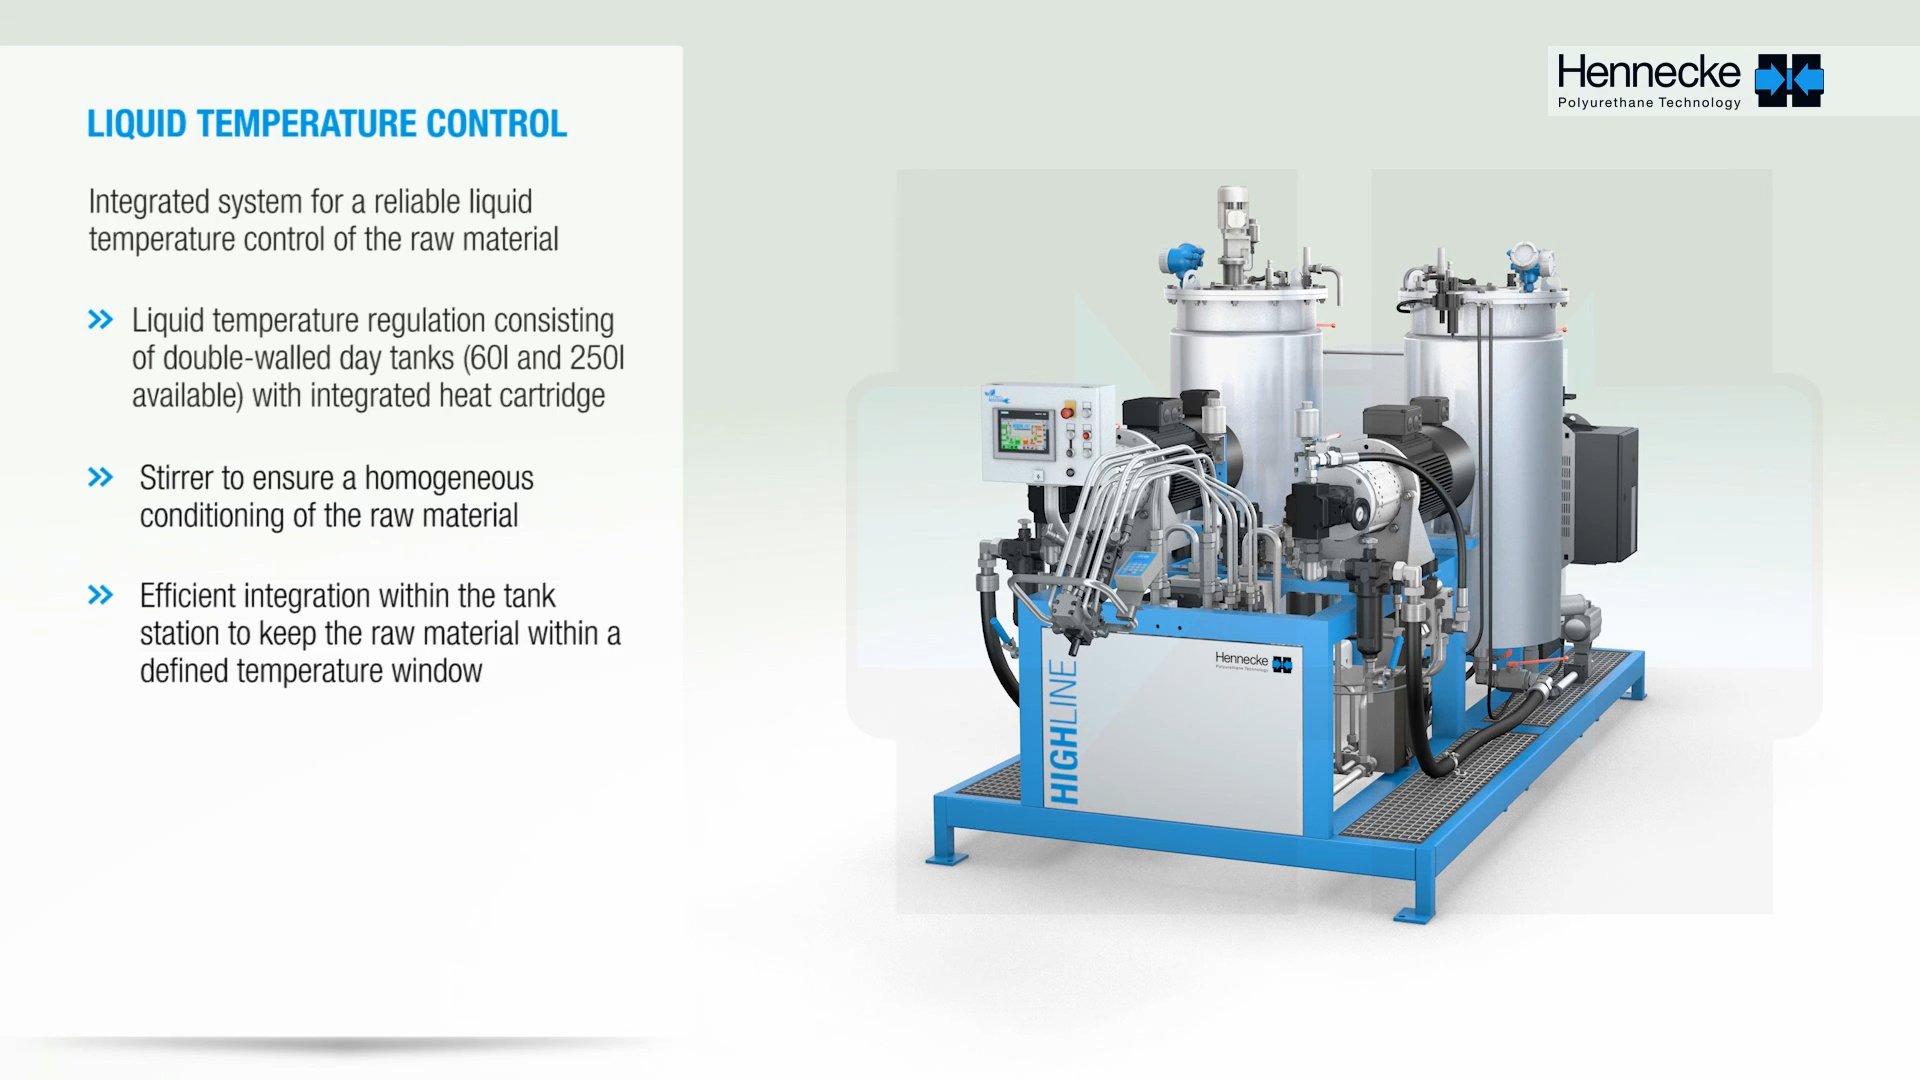 Hennecke
Polyurethane Technology
LIQUID TEMPERATURE CONTROL
Integrated system for a reliable liquid
temperature control of the raw material
Liquid temperature regulation consisting
of double-walled day tanks (60l and 250l
available) with integrated heat cartridge
Stirrer to ensure a homogeneous
conditioning of the raw material
Efficient integration within the tank
station to keep the raw material within a
defined temperature window
Hennecke
Polyurethane Technology
HIGHLINE